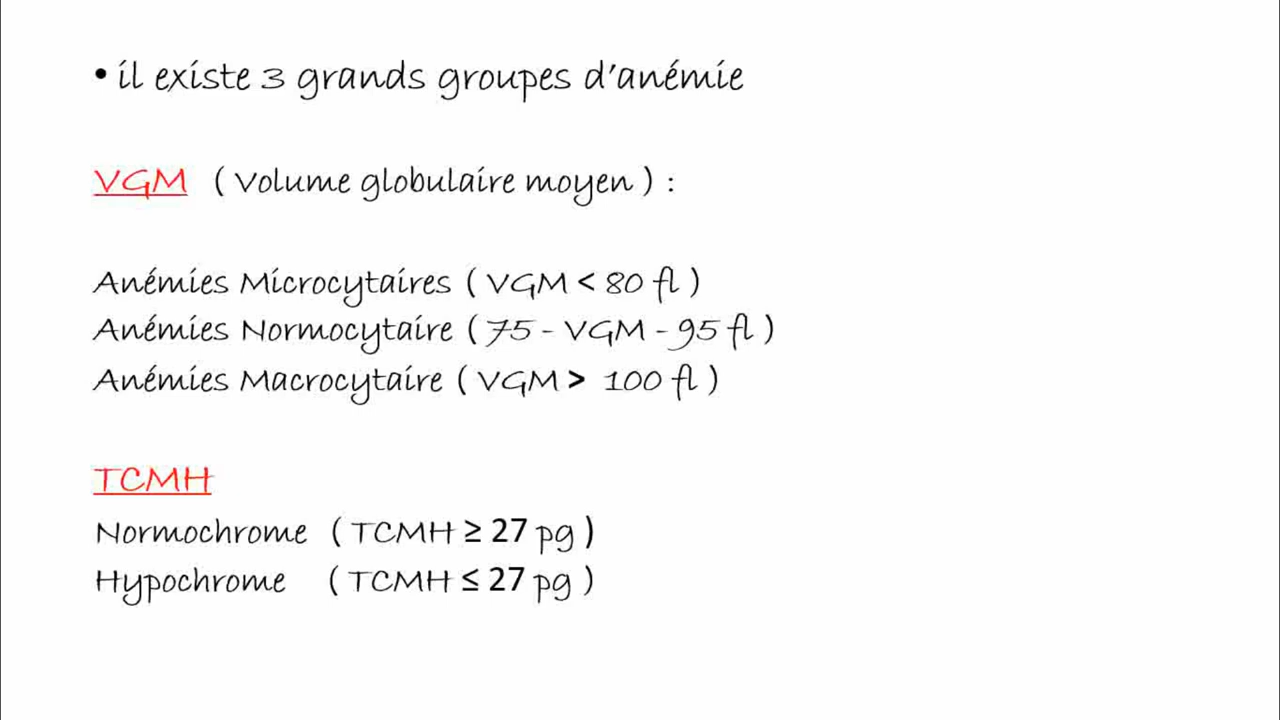 • il existe 3 grands groupes d'anémie
VGM ( Volume globulaire moyen ) :
Anémies Microcytaires ( VGM < 80 fl )
Anémies Normocytaire ( 75 - VGM - 95 fl )
Anémies Macrocytaire ( VGM > 100 fl )
TCMH
Normochrome ( TCMH ≥ 27 pg )
Hypochrome ( TCMH ≤ 27 pg )